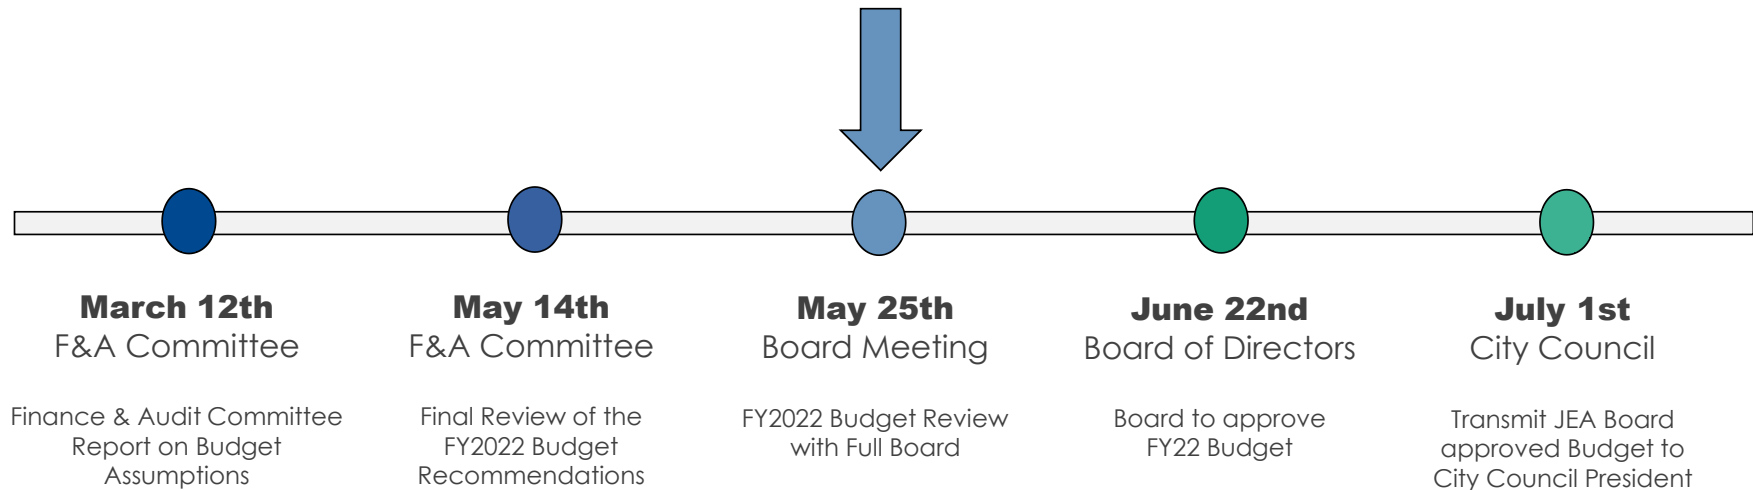 March 12th
F&A Committee
Finance & Audit Committee
Report on Budget
Assumptions
May 14th
F&A Committee
Final Review of the
FY2022 Budget
Recommendations
May 25th
Board Meeting
FY2022 Budget Review
with Full Board
June 22nd
Board of Directors
Board to approve
FY22 Budget
July 1st
City Council
Transmit JEA Board
approved Budget to
City Council President